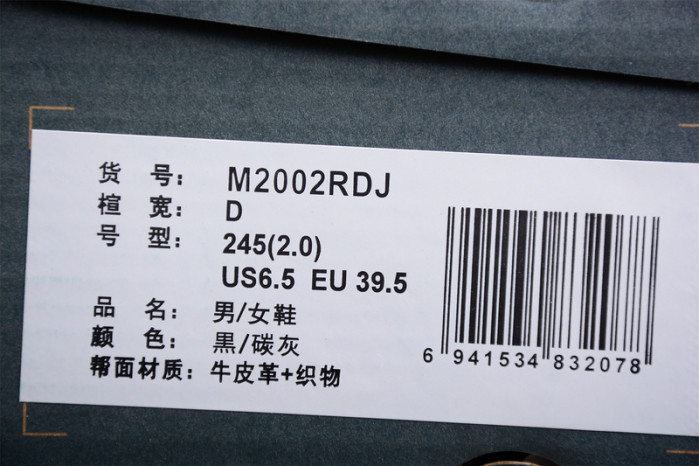 货 号： M2002RDJ
楦 宽： D
号 型： 245(2.0)
US6.5 EU 39.5
品 名： 男/女鞋
颜 色： 黑/碳灰
帮面材质：牛皮革+织物
6 941534 832078